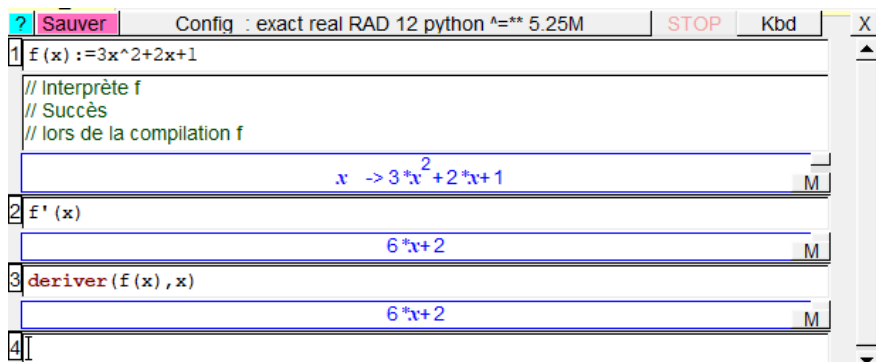 ? Sauver Config : exact real RAD 12 python ^=** 5.25M STOP Kbd X
1 f(x):=3x^2+2x+1
// Interprète f
// Succès
// lors de la compilation f
x -> 3*x^2+2*x+1 M
2 f'(x)
6*x+2 M
3 deriver(f(x),x)
6*x+2 M
4